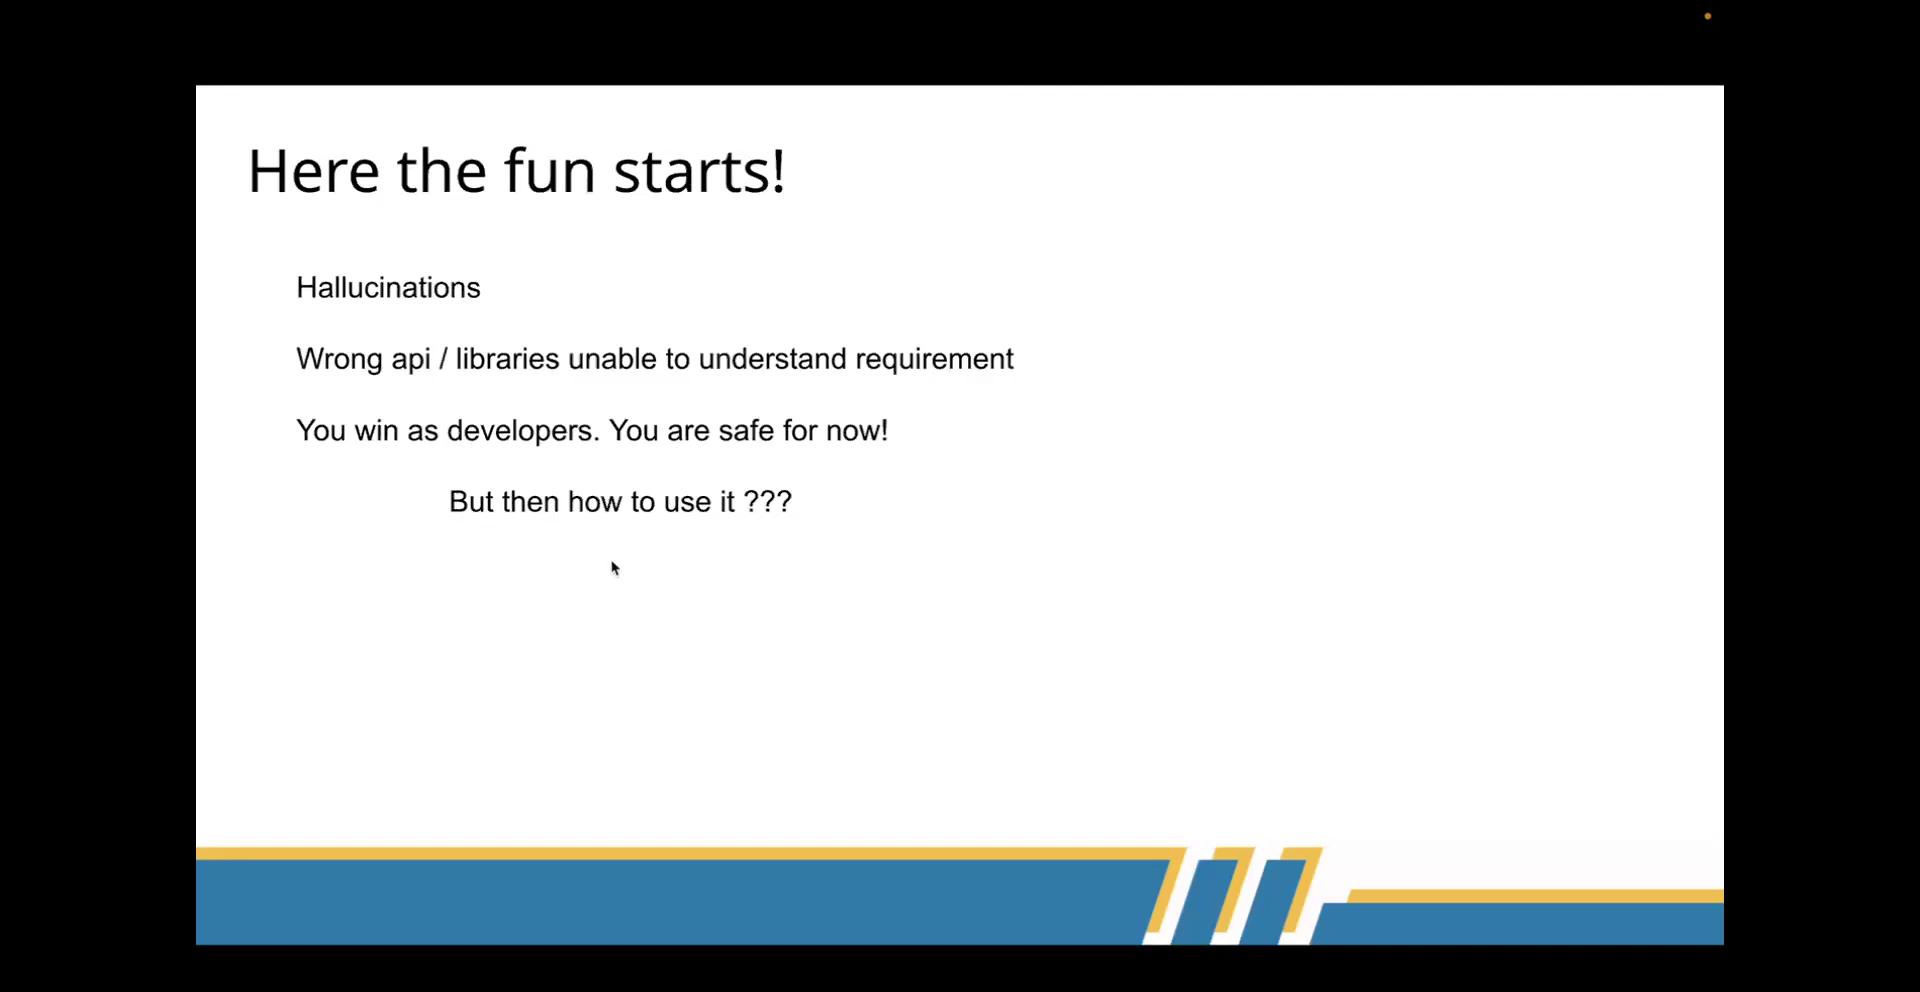 Here the fun starts!
Hallucinations
Wrong api / libraries unable to understand requirement
You win as developers. You are safe for now!
But then how to use it ???